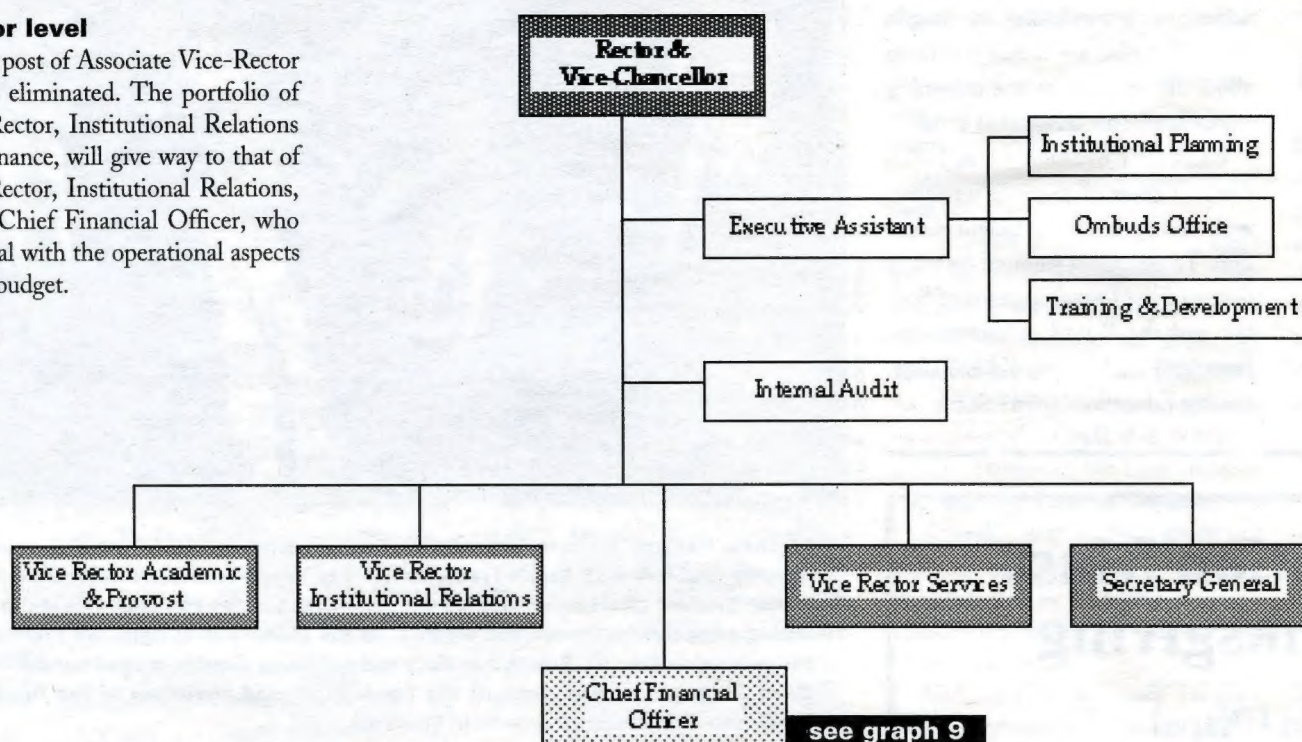 or level
post of Associate Vice-Rector
eliminated. The portfolio of
Rector, Institutional Relations
nance, will give way to that of
Rector, Institutional Relations,
Chief Financial Officer, who
al with the operational aspects
budget.
Rector &
Vice-Chancellor
Institutional Planning
Executive Assistant
Ombuds Office
Training & Development
Internal Audit
Vice Rector Academic
& Provost
Vice Rector
Institutional Relations
Vice Rector Services
Secretary General
Chief Financial
Officer
see graph 9